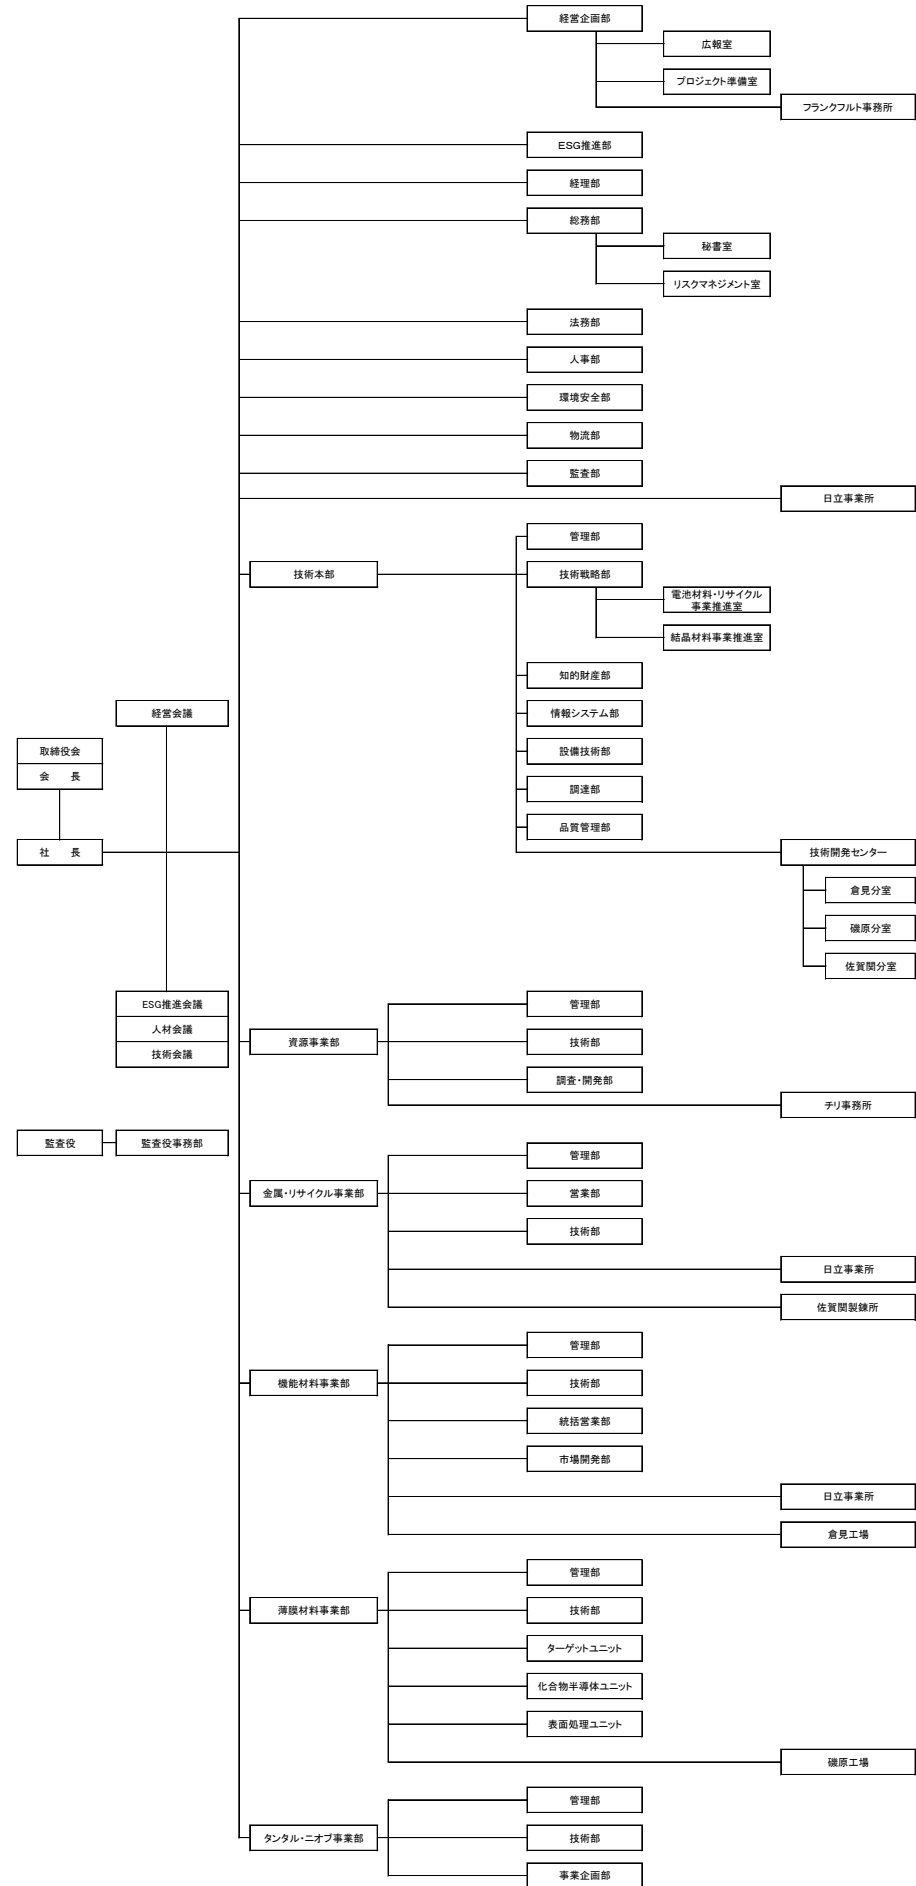 経営企画部
広報室
プロジェクト準備室
フランクフルト事務所
ESG推進部
経理部
総務部
秘書室
リスクマネジメント室
法務部
人事部
環境安全部
物流部
監査部
日立事業所
技術本部
管理部
技術戦略部
電池材料・リサイクル
事業推進室
結晶材料事業推進室
知的財産部
情報システム部
設備技術部
調達部
品質管理部
技術開発センター
倉見分室
磯原分室
佐賀関分室
経営会議
取締役会
会　長
社　長
ESG推進会議
人材会議
技術会議
監査役
監査役事務部
資源事業部
管理部
技術部
調査・開発部
チリ事務所
金属・リサイクル事業部
管理部
営業部
技術部
日立事業所
佐賀関製錬所
機能材料事業部
管理部
技術部
統括営業部
市場開発部
日立事業所
倉見工場
薄膜材料事業部
管理部
技術部
ターゲットユニット
化合物半導体ユニット
表面処理ユニット
磯原工場
タンタル・ニオブ事業部
管理部
技術部
事業企画部